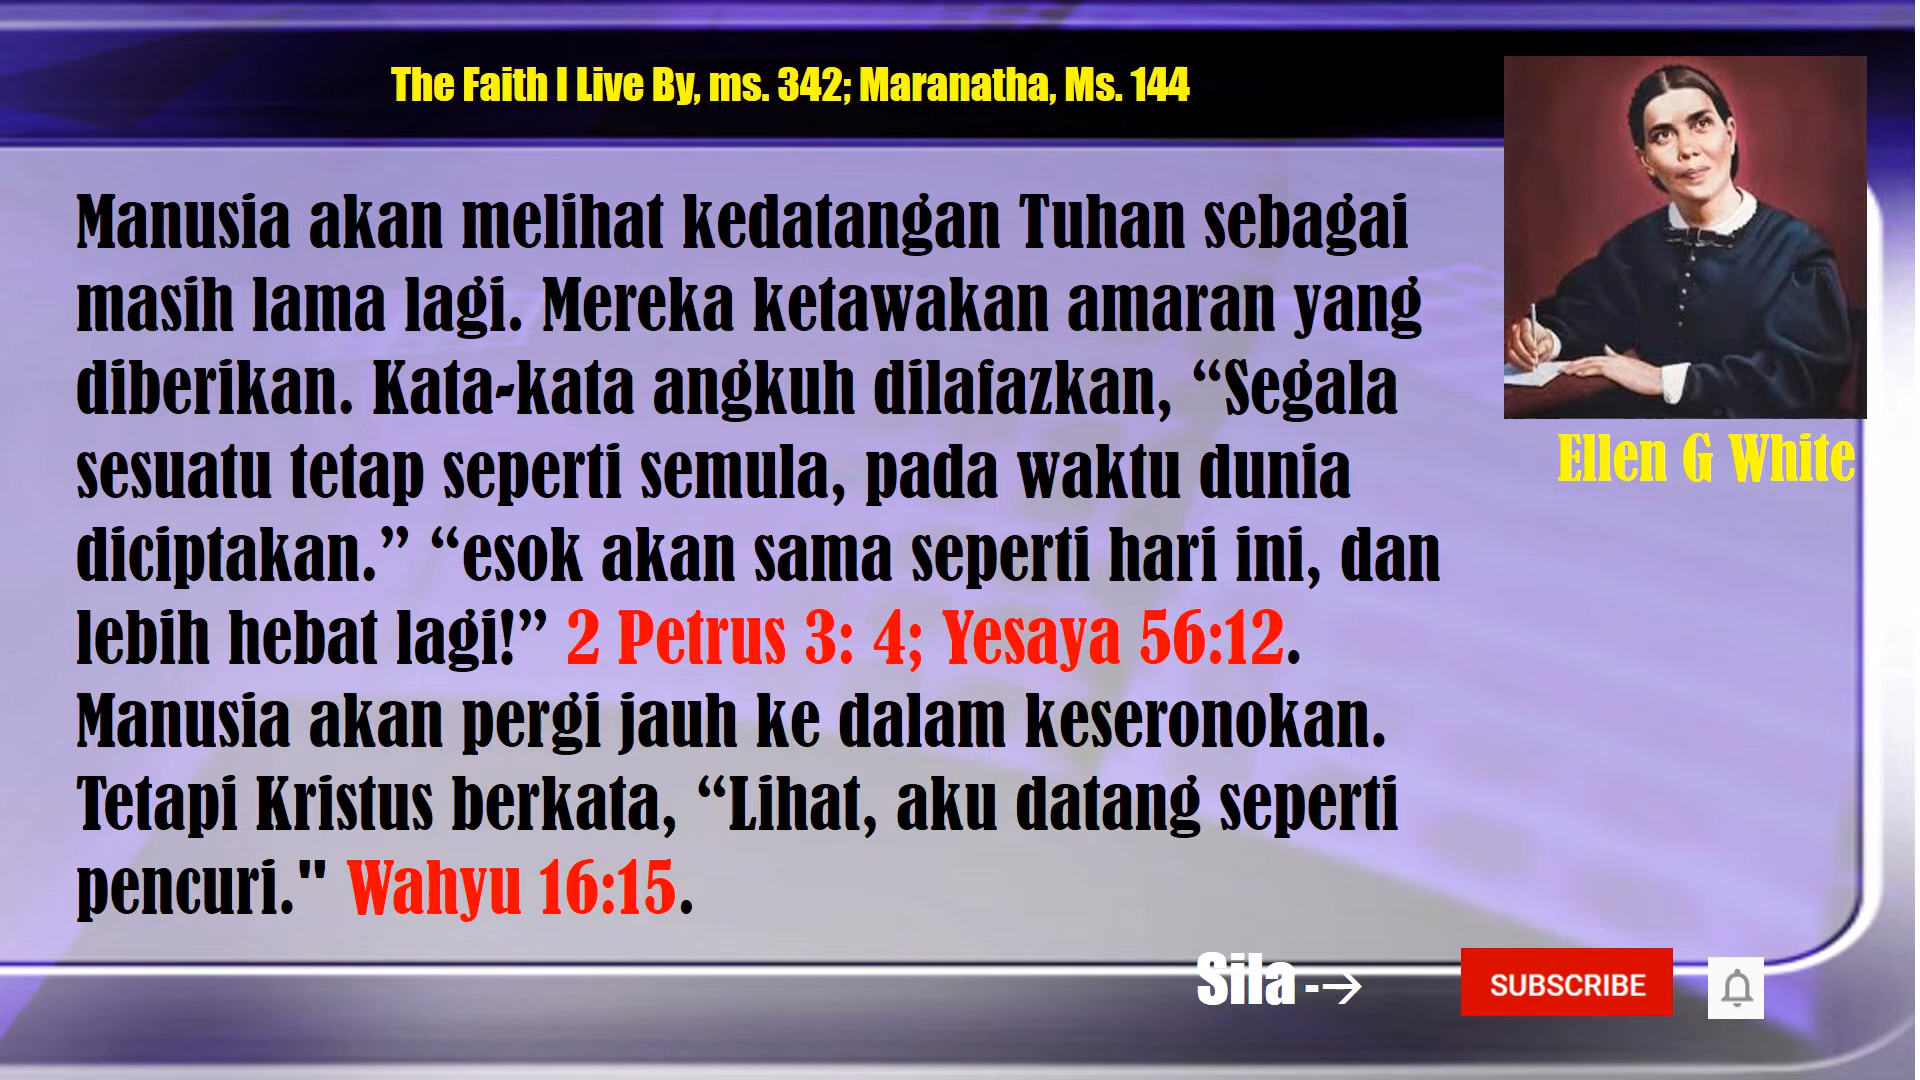 The Faith I Live By, ms. 342; Maranatha, Ms. 144
Manusia akan melihat kedatangan Tuhan sebagai
masih lama lagi. Mereka ketawakan amaran yang
diberikan. Kata-kata angkuh dilafazkan, “Segala
sesuatu tetap seperti semula, pada waktu dunia
diciptakan.” “esok akan sama seperti hari ini, dan
lebih hebat lagi!” 2 Petrus 3: 4; Yesaya 56:12.
Manusia akan pergi jauh ke dalam keseronokan.
Tetapi Kristus berkata, “Lihat, aku datang seperti
pencuri." Wahyu 16:15.
Ellen G White
Sila -→
SUBSCRIBE